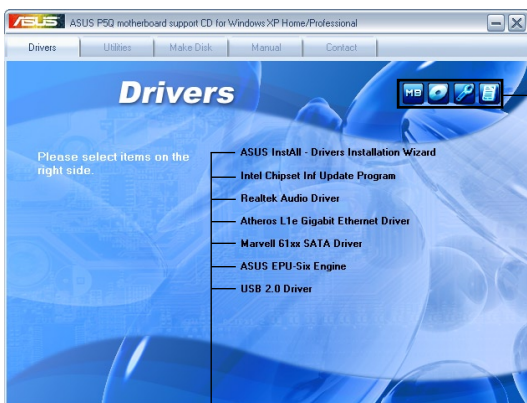 ASUS ASUS P5Q motherboard support CD for Windows XP Home/Professional
Drivers Utilities Make Disk Manual Contact
Drivers
MB
Please select items on the
right side.
ASUS InstAll - Drivers Installation Wizard
Intel Chipset Inf Update Program
Realtek Audio Driver
Atheros L1e Gigabit Ethernet Driver
Marvell 61xx SATA Driver
ASUS EPU-Six Engine
USB 2.0 Driver